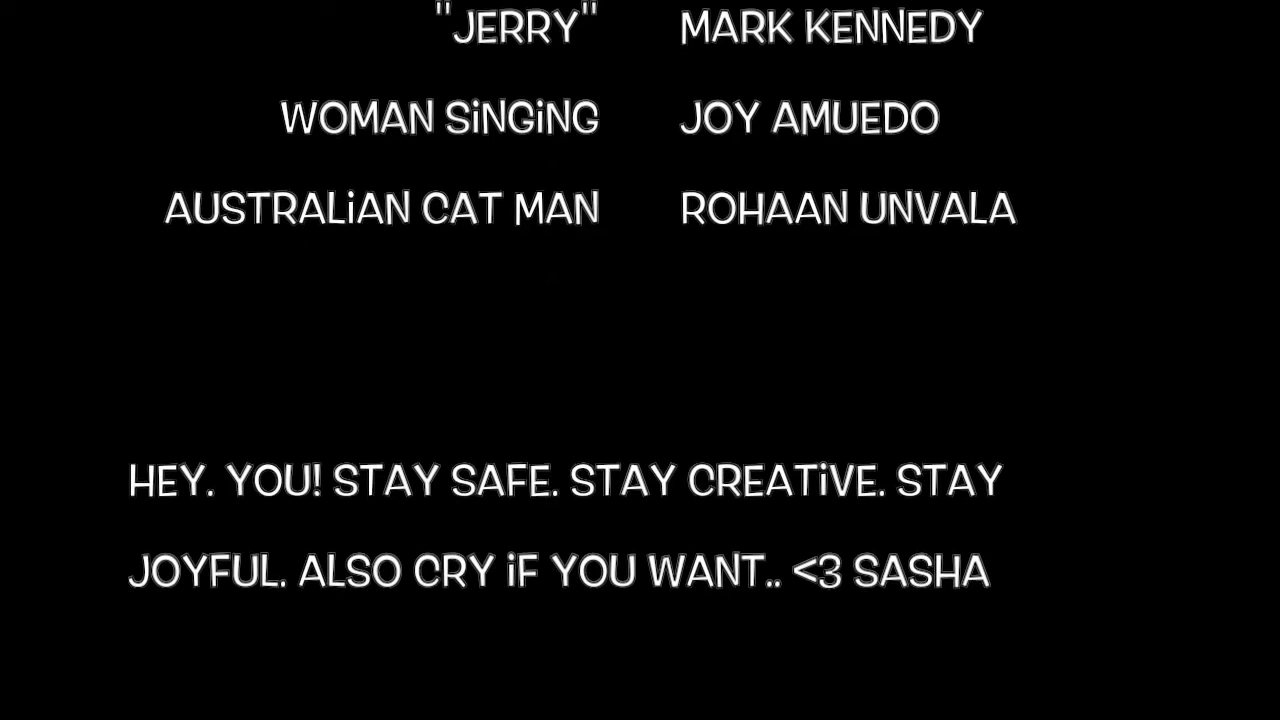 "JERRY" MARK KENNEDY
WOMAN SiNGiNG JOY AMUEDO
AUSTRALiAN CAT MAN ROHAAN UNVALA
HEY. YOU! STAY SAFE. STAY CREATiVE. STAY
JOYFUL. ALSO CRY iF YOU WANT.. <3 SASHA